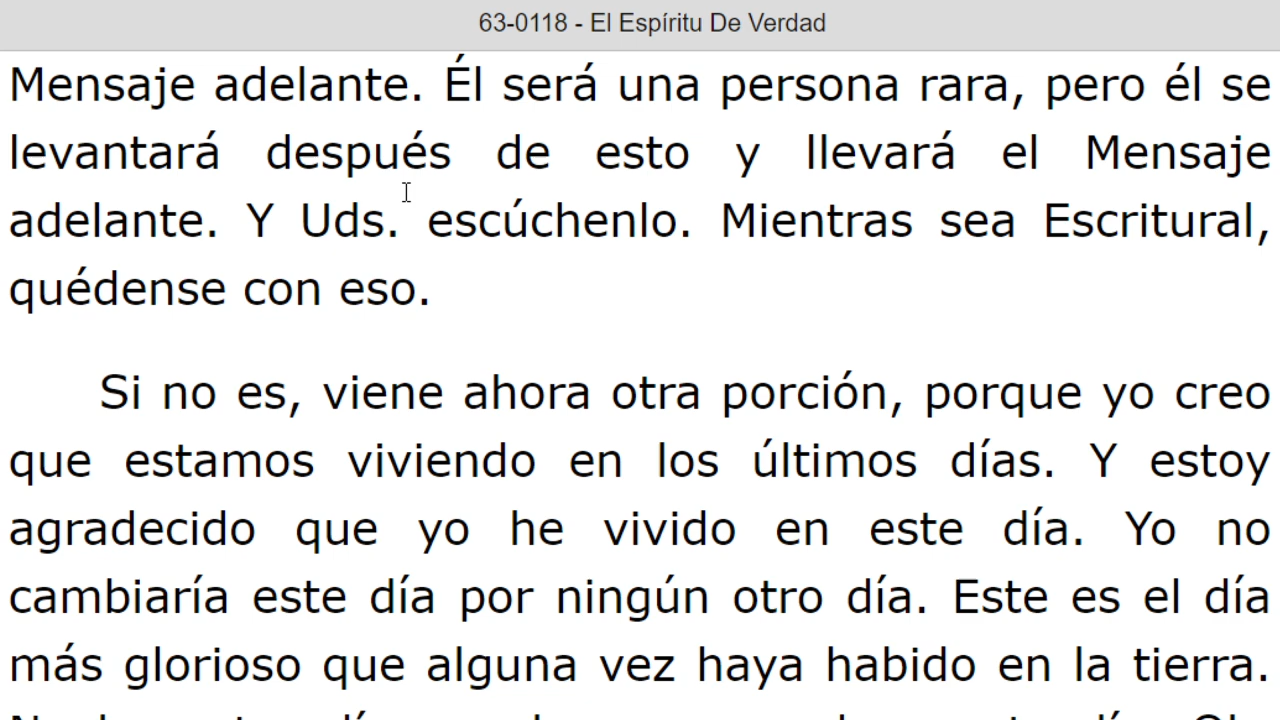 63-0118 - El Espíritu De Verdad
Mensaje adelante. Él será una persona rara, pero él se
levantará después de esto y llevará el Mensaje
adelante. Y Uds. escúchenlo. Mientras sea Escritural,
quédense con eso.
Si no es, viene ahora otra porción, porque yo creo
que estamos viviendo en los últimos días. Y estoy
agradecido que yo he vivido en este día. Yo no
cambiaría este día por ningún otro día. Este es el día
más glorioso que alguna vez haya habido en la tierra.